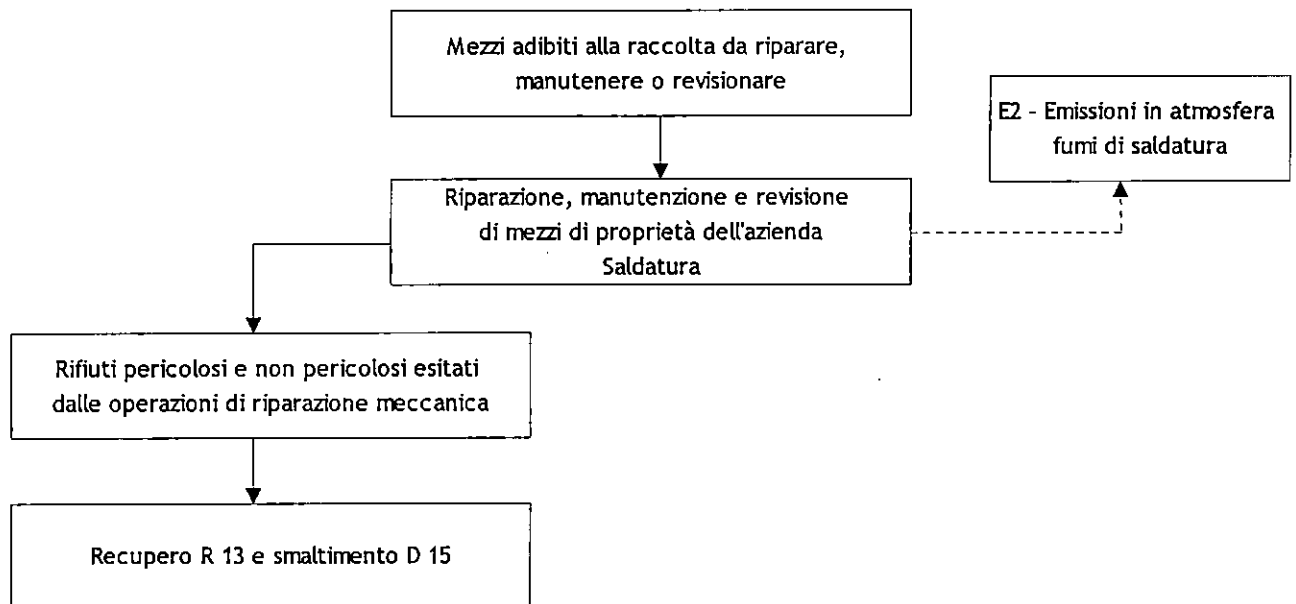 Mezzi adibiti alla raccolta da riparare,
manutenere o revisionare
E2 - Emissioni in atmosfera
fumi di saldatura
Riparazione, manutenzione e revisione
di mezzi di proprietà dell'azienda
Saldatura
Rifiuti pericolosi e non pericolosi esitati
dalle operazioni di riparazione meccanica
Recupero R 13 e smaltimento D 15